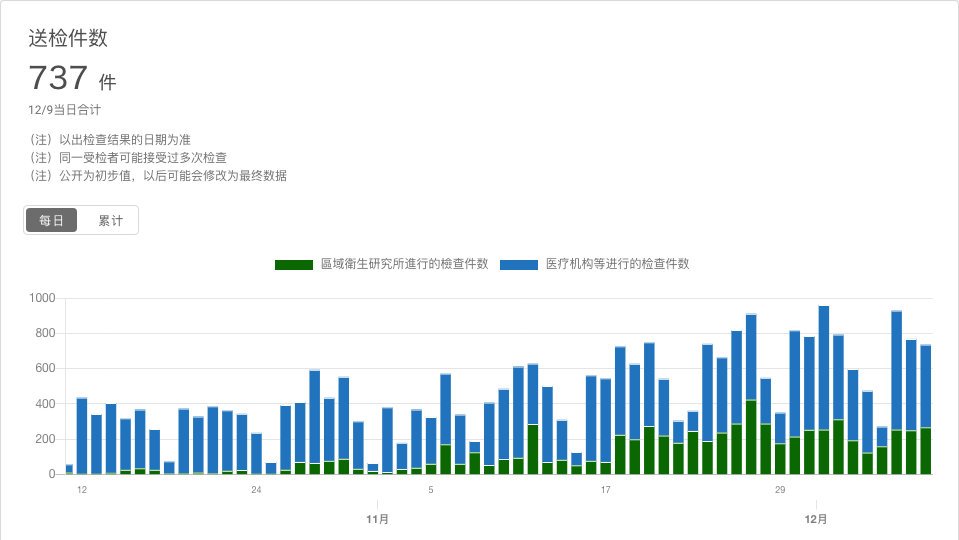 送检件数
737 件
12/9当日合计
（注）以出检查结果的日期为准
（注）同一受检者可能接受过多次检查
（注）公开为初步值，以后可能会修改为最终数据
每日 累计
區域衛生研究所進行的檢查件數 医疗机构等进行的检查件数
1000
800
600
400
200
0
12 24 5 17 29
11月 12月